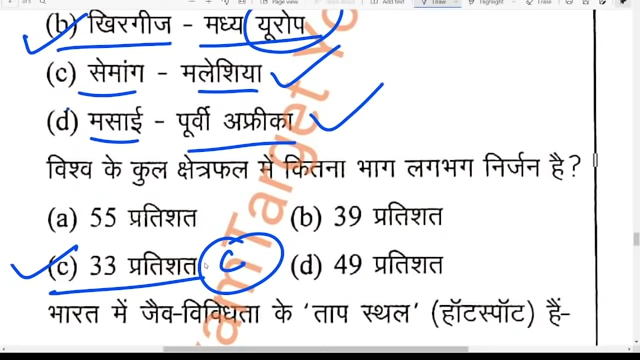 (b) खिरगीज - मध्य यूरोप
(c) सेमांग - मलेशिया
(d) मसाई - पूर्वी अफ्रीका
विश्व के कुल क्षेत्रफल में कितना भाग लगभग निर्जन है?
(a) 55 प्रतिशत (b) 39 प्रतिशत
(c) 33 प्रतिशत C (d) 49 प्रतिशत
भारत में जैव-विविधता के 'ताप स्थल' (हॉटस्पॉट) हैं-